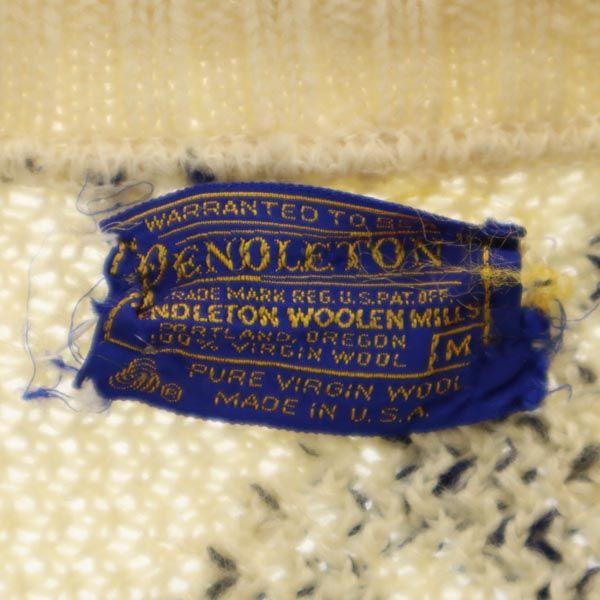 WARRANTED TO BE
PENDLETON
TRADE MARK REG. U.S. PAT. OFF.
NDLETON WOOLEN MILLS
PORTLAND, OREGON
100% VIRGIN WOOL
M
PURE VIRGIN WOOL
MADE IN U.S.A.